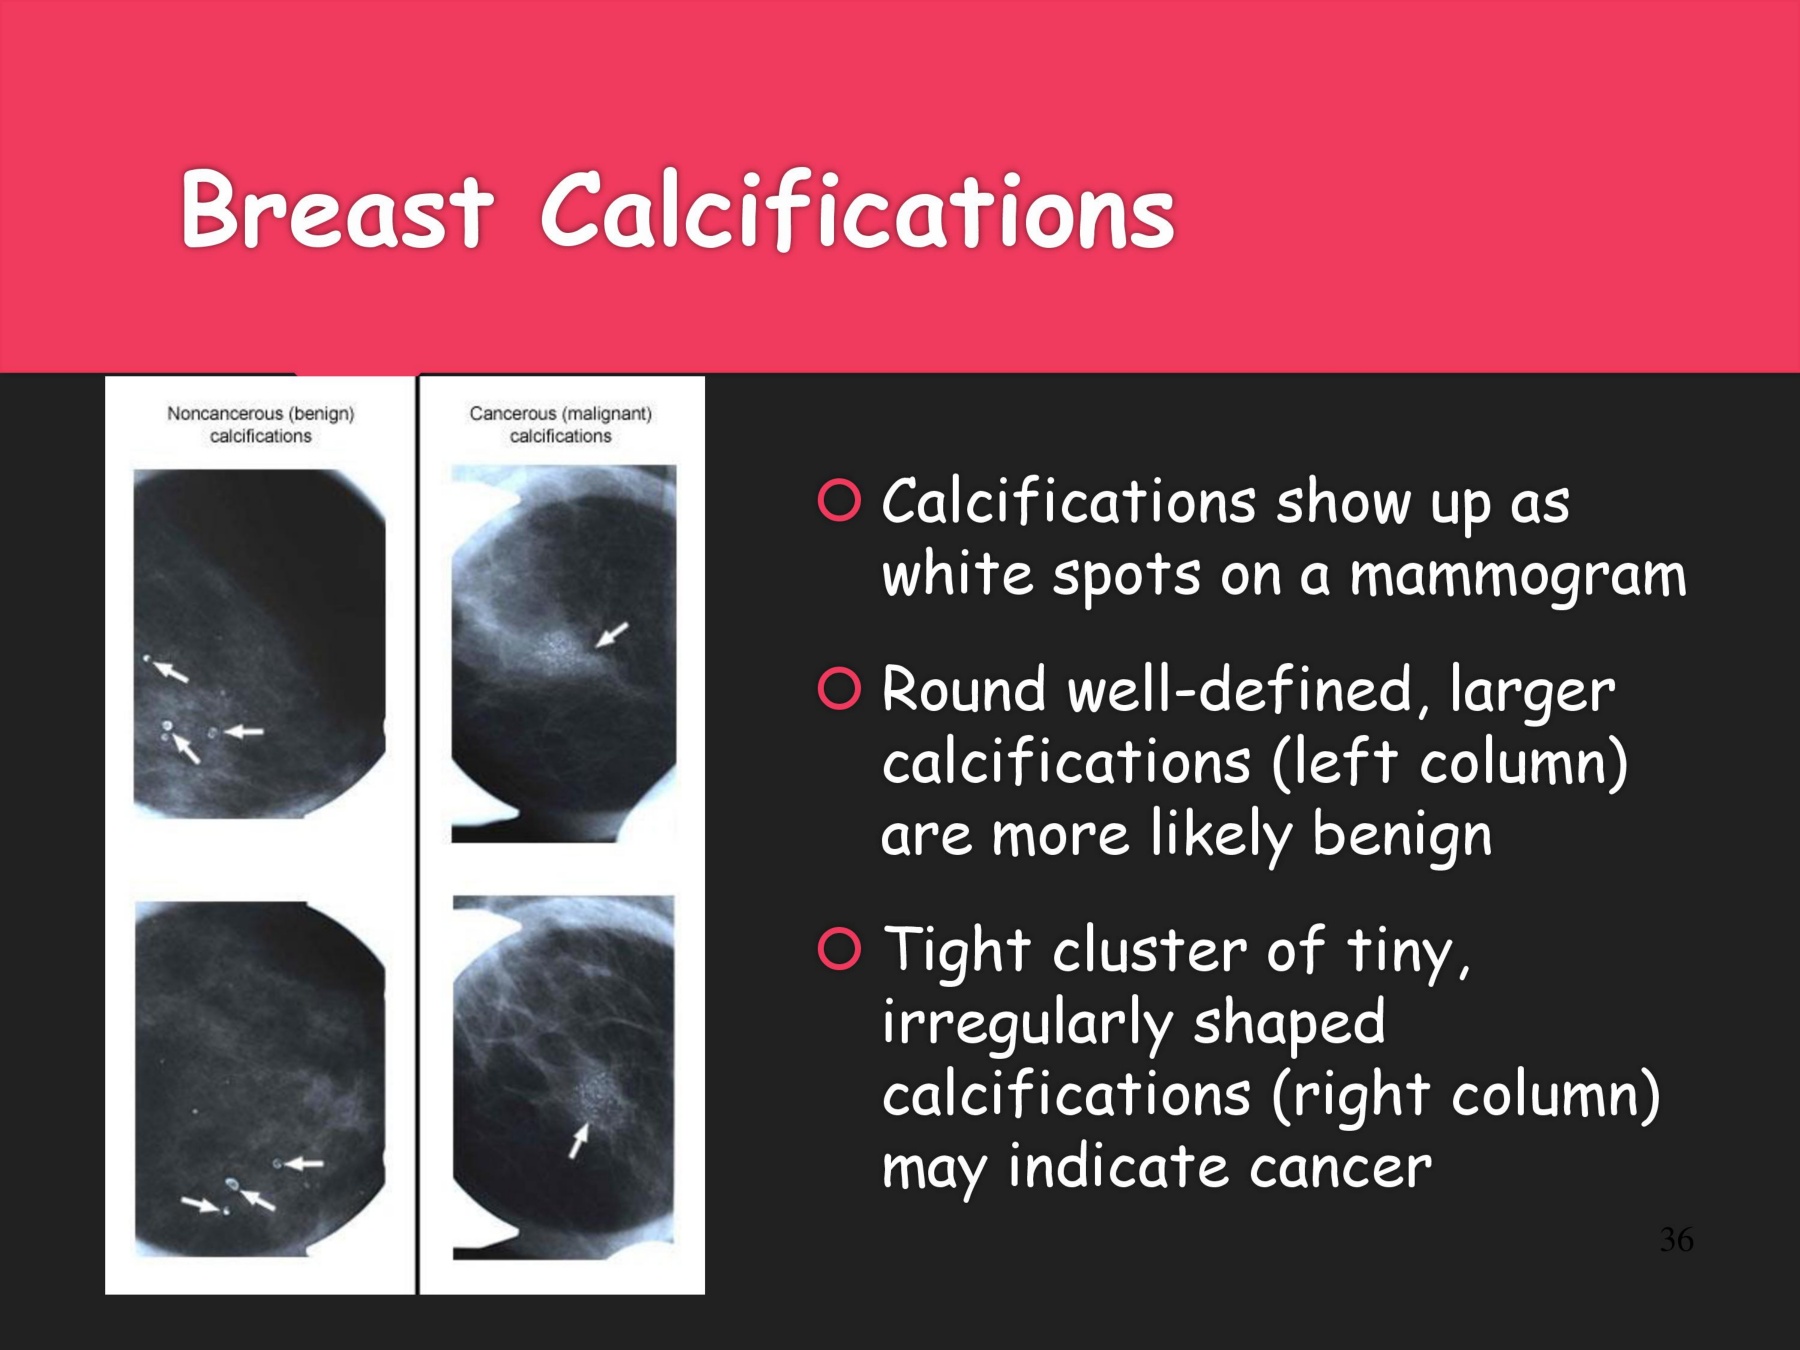 Breast Calcifications
Noncancerous (benign)
calcifications
Cancerous (malignant)
calcifications
Calcifications show up as
white spots on a mammogram
Round well-defined, larger
calcifications (left column)
are more likely benign
Tight cluster of tiny,
irregularly shaped
calcifications (right column)
may indicate cancer
36